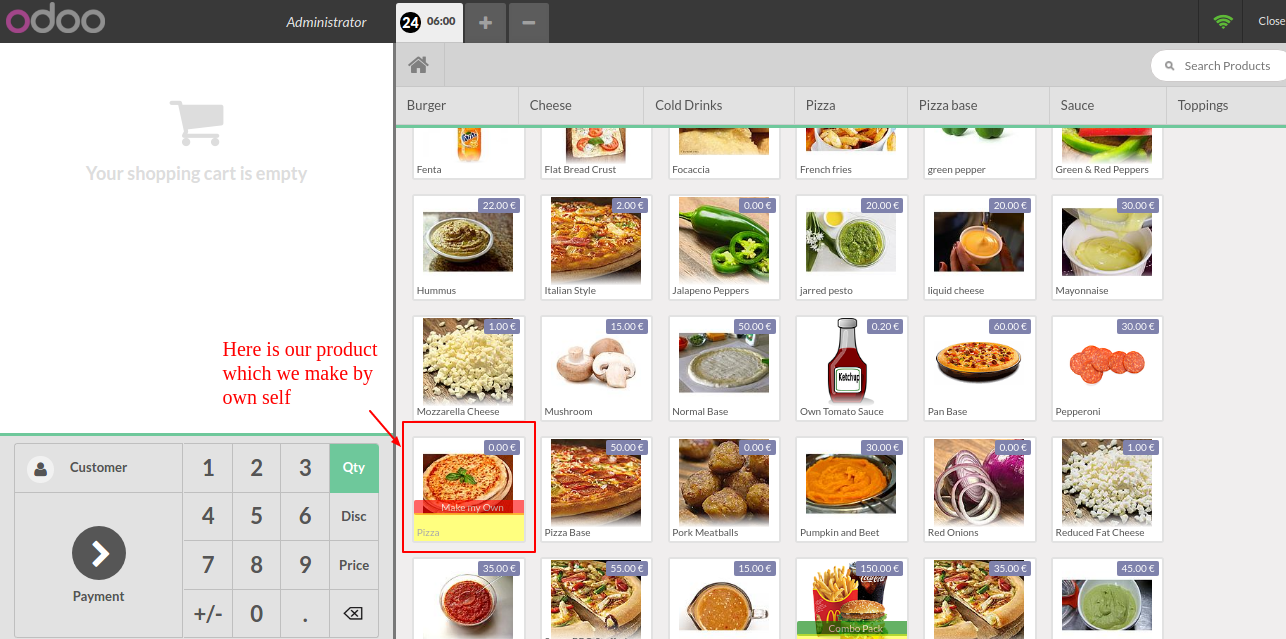 odoo
Administrator
24 06:00
Close
Search Products
Burger Cheese Cold Drinks Pizza Pizza base Sauce Toppings
Your shopping cart is empty
Fenta Flat Bread Crust Focaccia French fries green pepper Green & Red Peppers
22.00 € 2.00 € 0.00 € 20.00 € 20.00 € 30.00 €
Hummus Italian Style Jalapeno Peppers jarred pesto liquid cheese Mayonnaise
1.00 € 15.00 € 50.00 € 0.20 € 60.00 € 30.00 €
Ketchup
Mozzarella Cheese Mushroom Normal Base Own Tomato Sauce Pan Base Pepperoni
Here is our product
which we make by
own self
0.00 € 50.00 € 0.00 € 30.00 € 0.00 € 1.00 €
Make my Own
Pizza Pizza Base Pork Meatballs Pumpkin and Beet Red Onions Reduced Fat Cheese
35.00 € 55.00 € 15.00 € 150.00 € 35.00 € 45.00 €
Combo Pack
Customer 1 2 3 Qty
4 5 6 Disc
7 8 9 Price
Payment
+/- 0 .